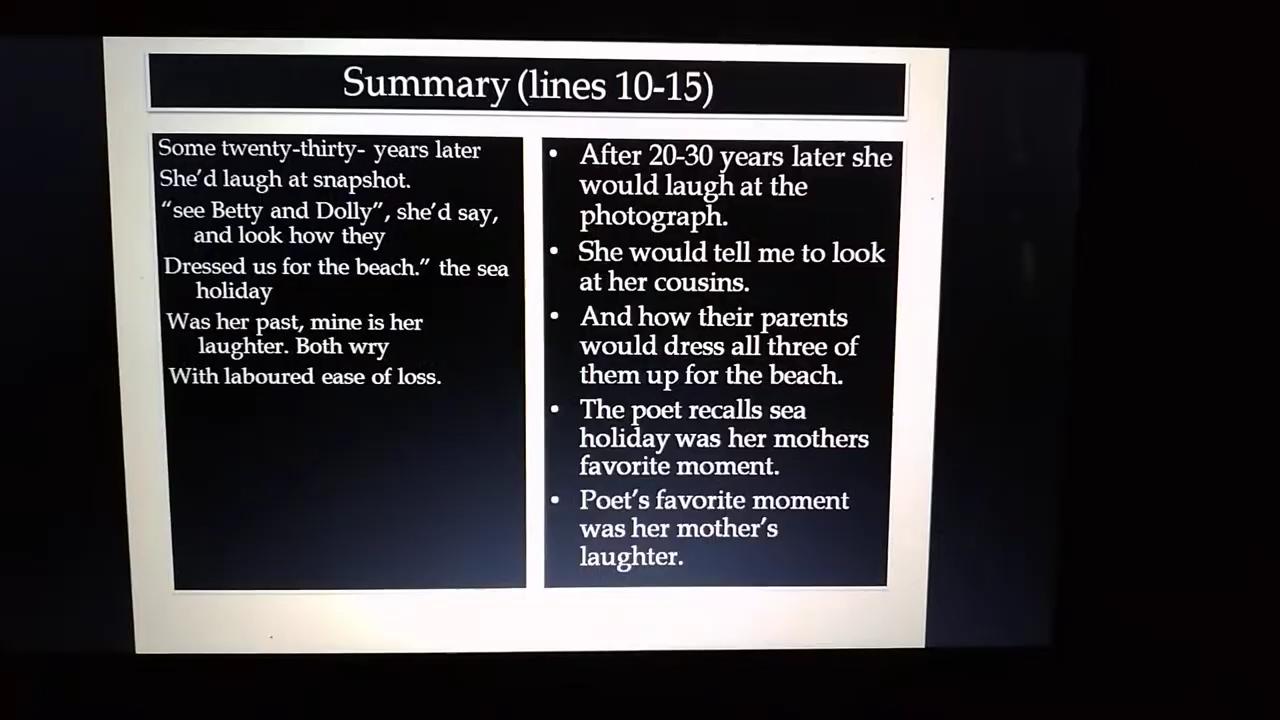 Summary (lines 10-15)
Some twenty-thirty- years later
She'd laugh at snapshot.
“see Betty and Dolly”, she'd say,
and look how they
Dressed us for the beach.” the sea
holiday
Was her past, mine is her
laughter. Both wry
With laboured ease of loss.
• After 20-30 years later she
would laugh at the
photograph.
• She would tell me to look
at her cousins.
• And how their parents
would dress all three of
them up for the beach.
• The poet recalls sea
holiday was her mothers
favorite moment.
• Poet's favorite moment
was her mother's
laughter.